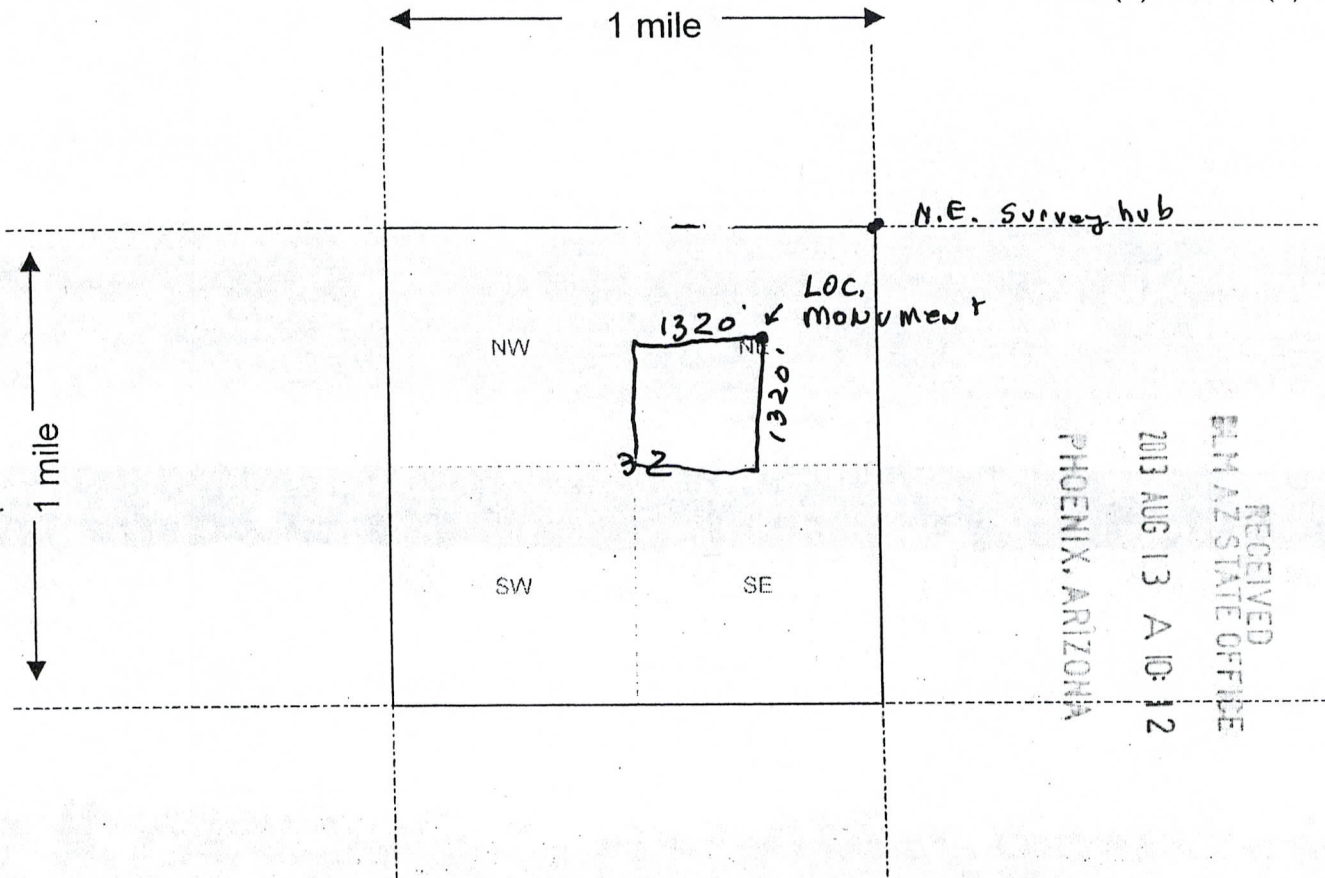 1 mile
N.E. Survey hub
LOC.
MONUMENT
1320'
NW
NE
1320'
1 mile
32
SW
SE
RECEIVED
BLM AZ STATE OFFICE
2013 AUG 13 A 10: 12
PHOENIX, ARIZONA